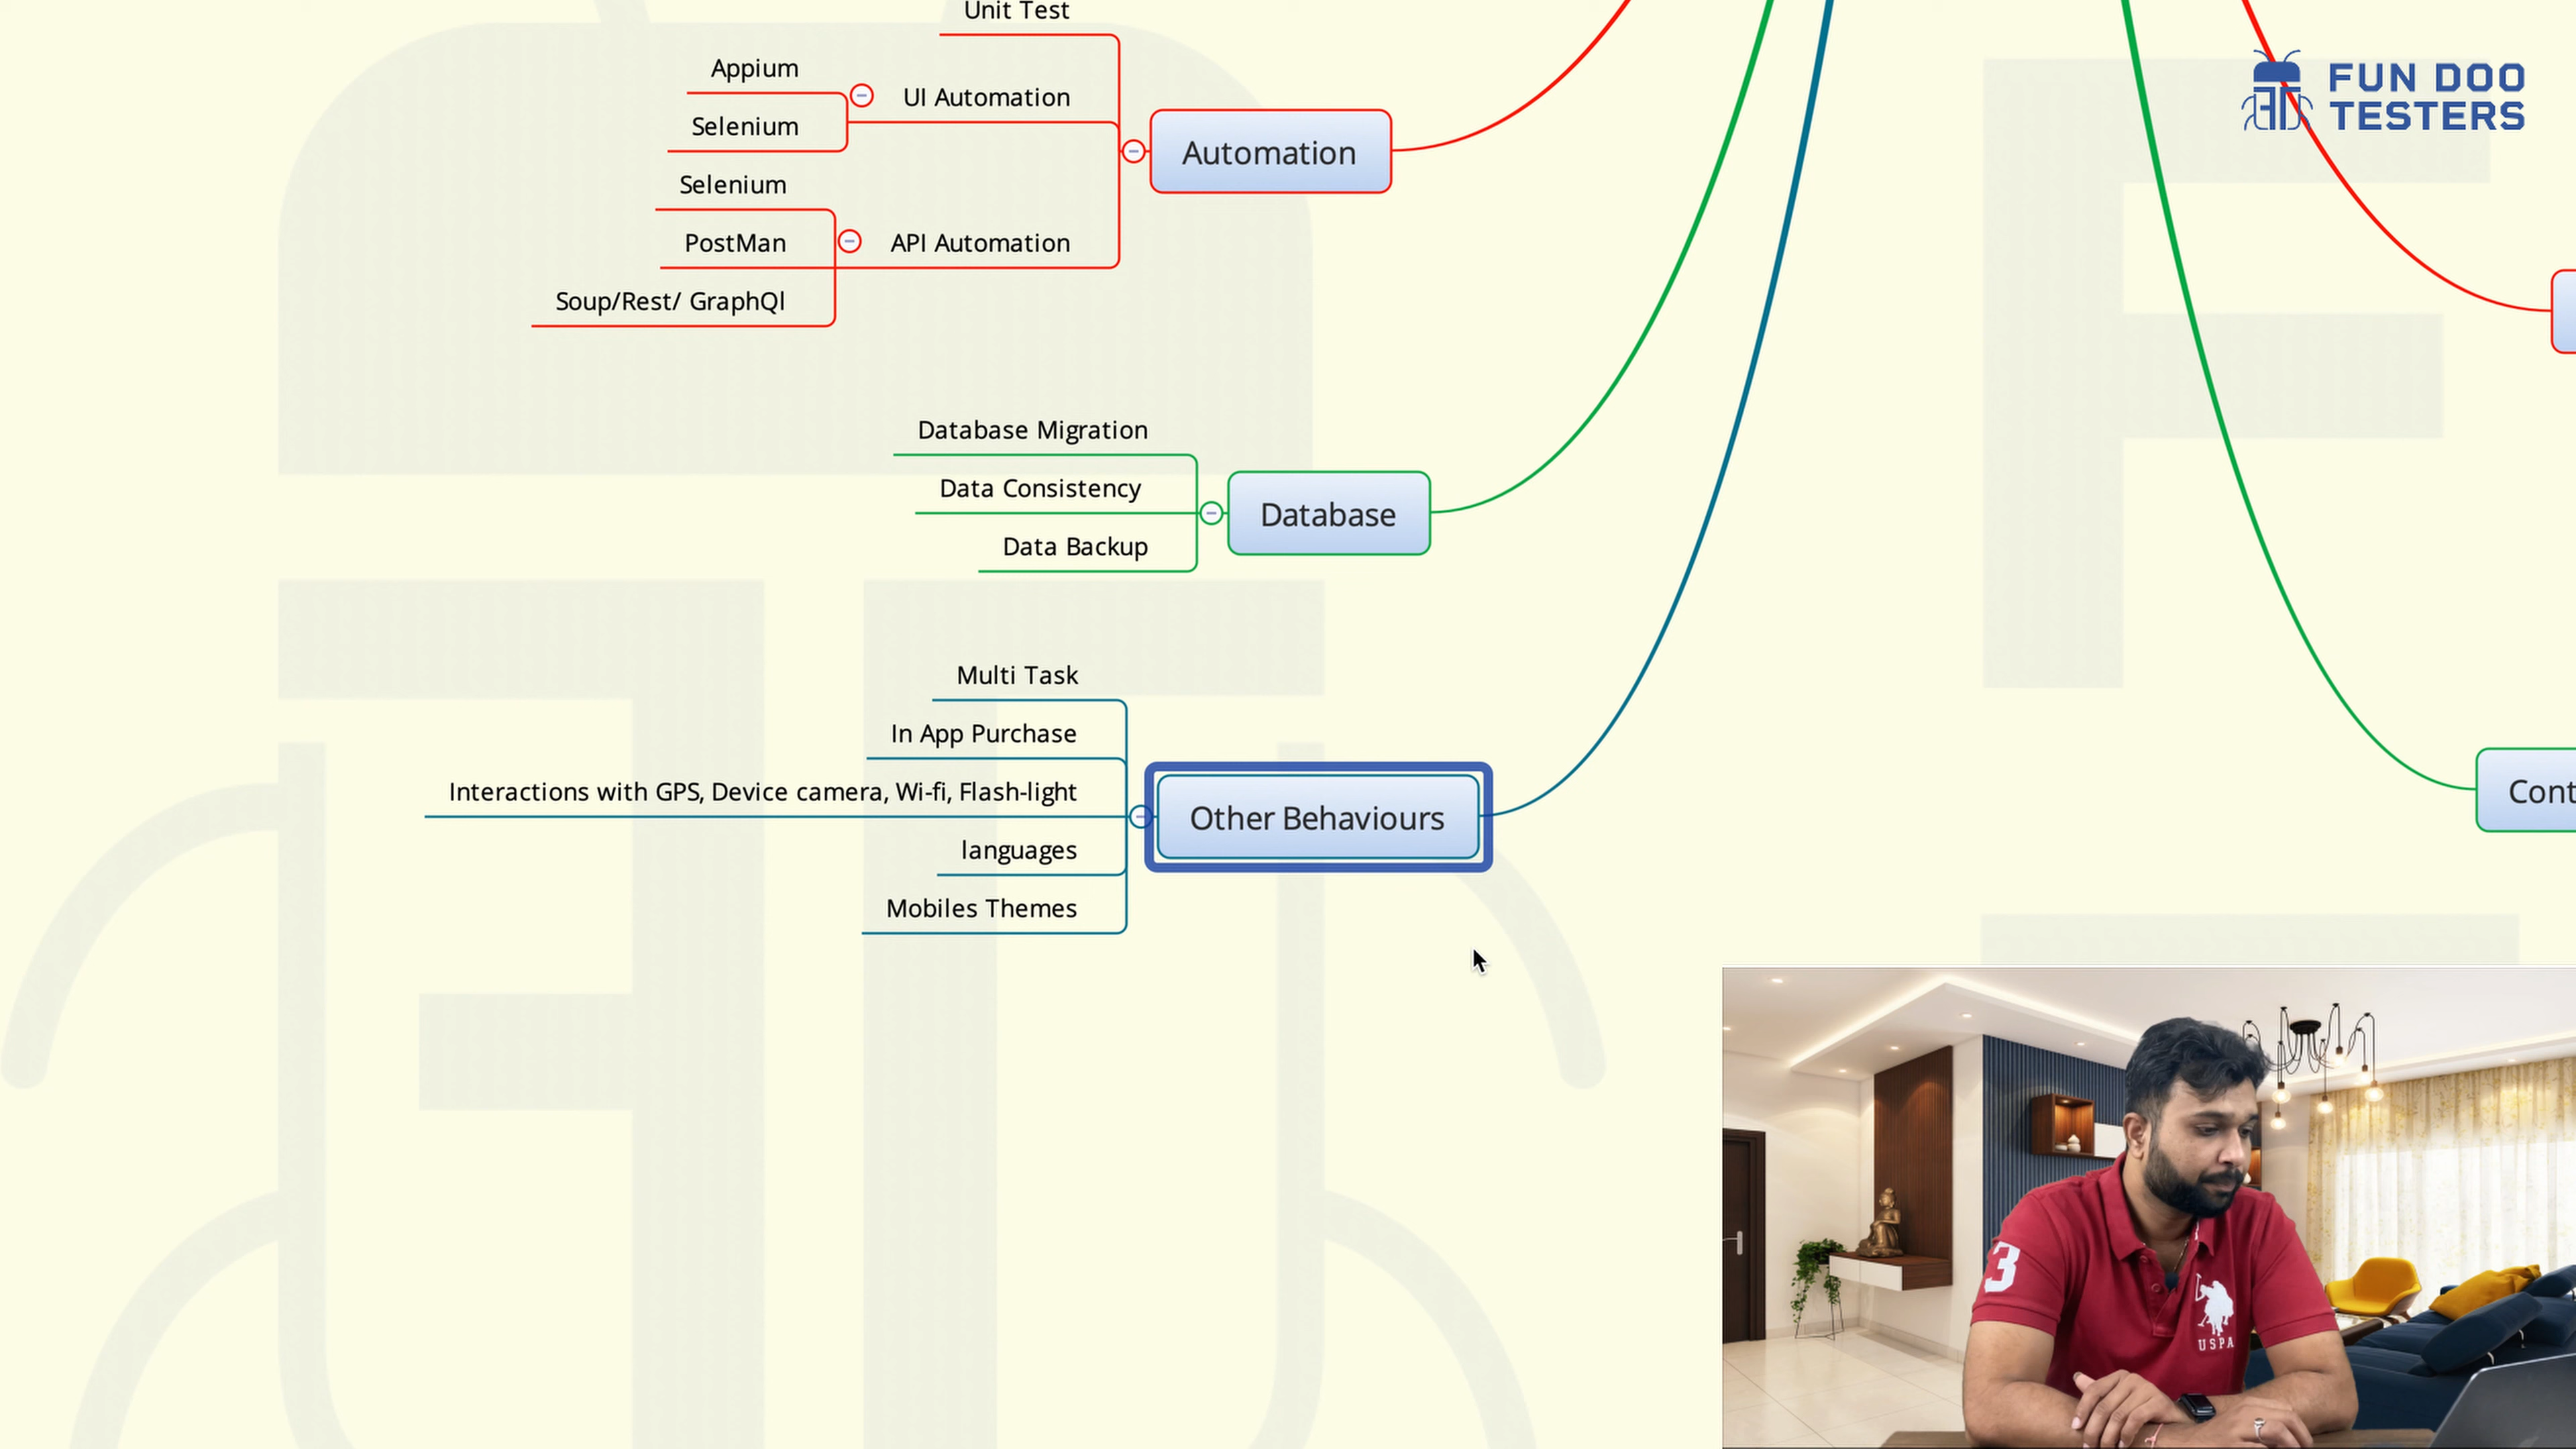 Unit Test
Appium
UI Automation
Selenium
Automation
Selenium
PostMan
API Automation
Soup/Rest/ GraphQl
Database Migration
Data Consistency
Database
Data Backup
Multi Task
In App Purchase
Interactions with GPS, Device camera, Wi-fi, Flash-light
Other Behaviours
languages
Mobiles Themes
FUN DOO
TESTERS
Cont
3
USPA